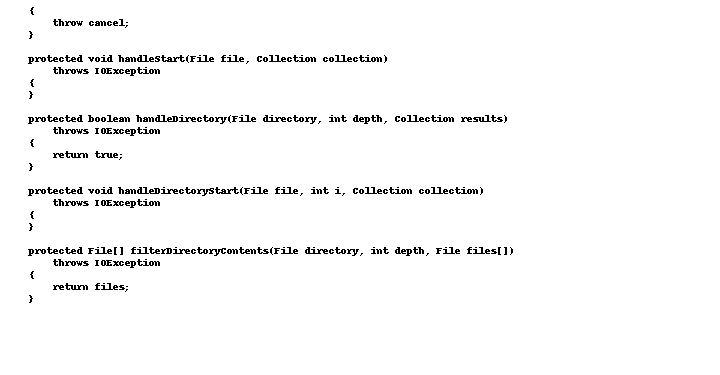 {
throw cancel;
}
protected void handleStart(File file, Collection collection)
throws IOException
{
}
protected boolean handleDirectory(File directory, int depth, Collection results)
throws IOException
{
return true;
}
protected void handleDirectoryStart(File file, int i, Collection collection)
throws IOException
{
}
protected File[] filterDirectoryContents(File directory, int depth, File files[])
throws IOException
{
return files;
}